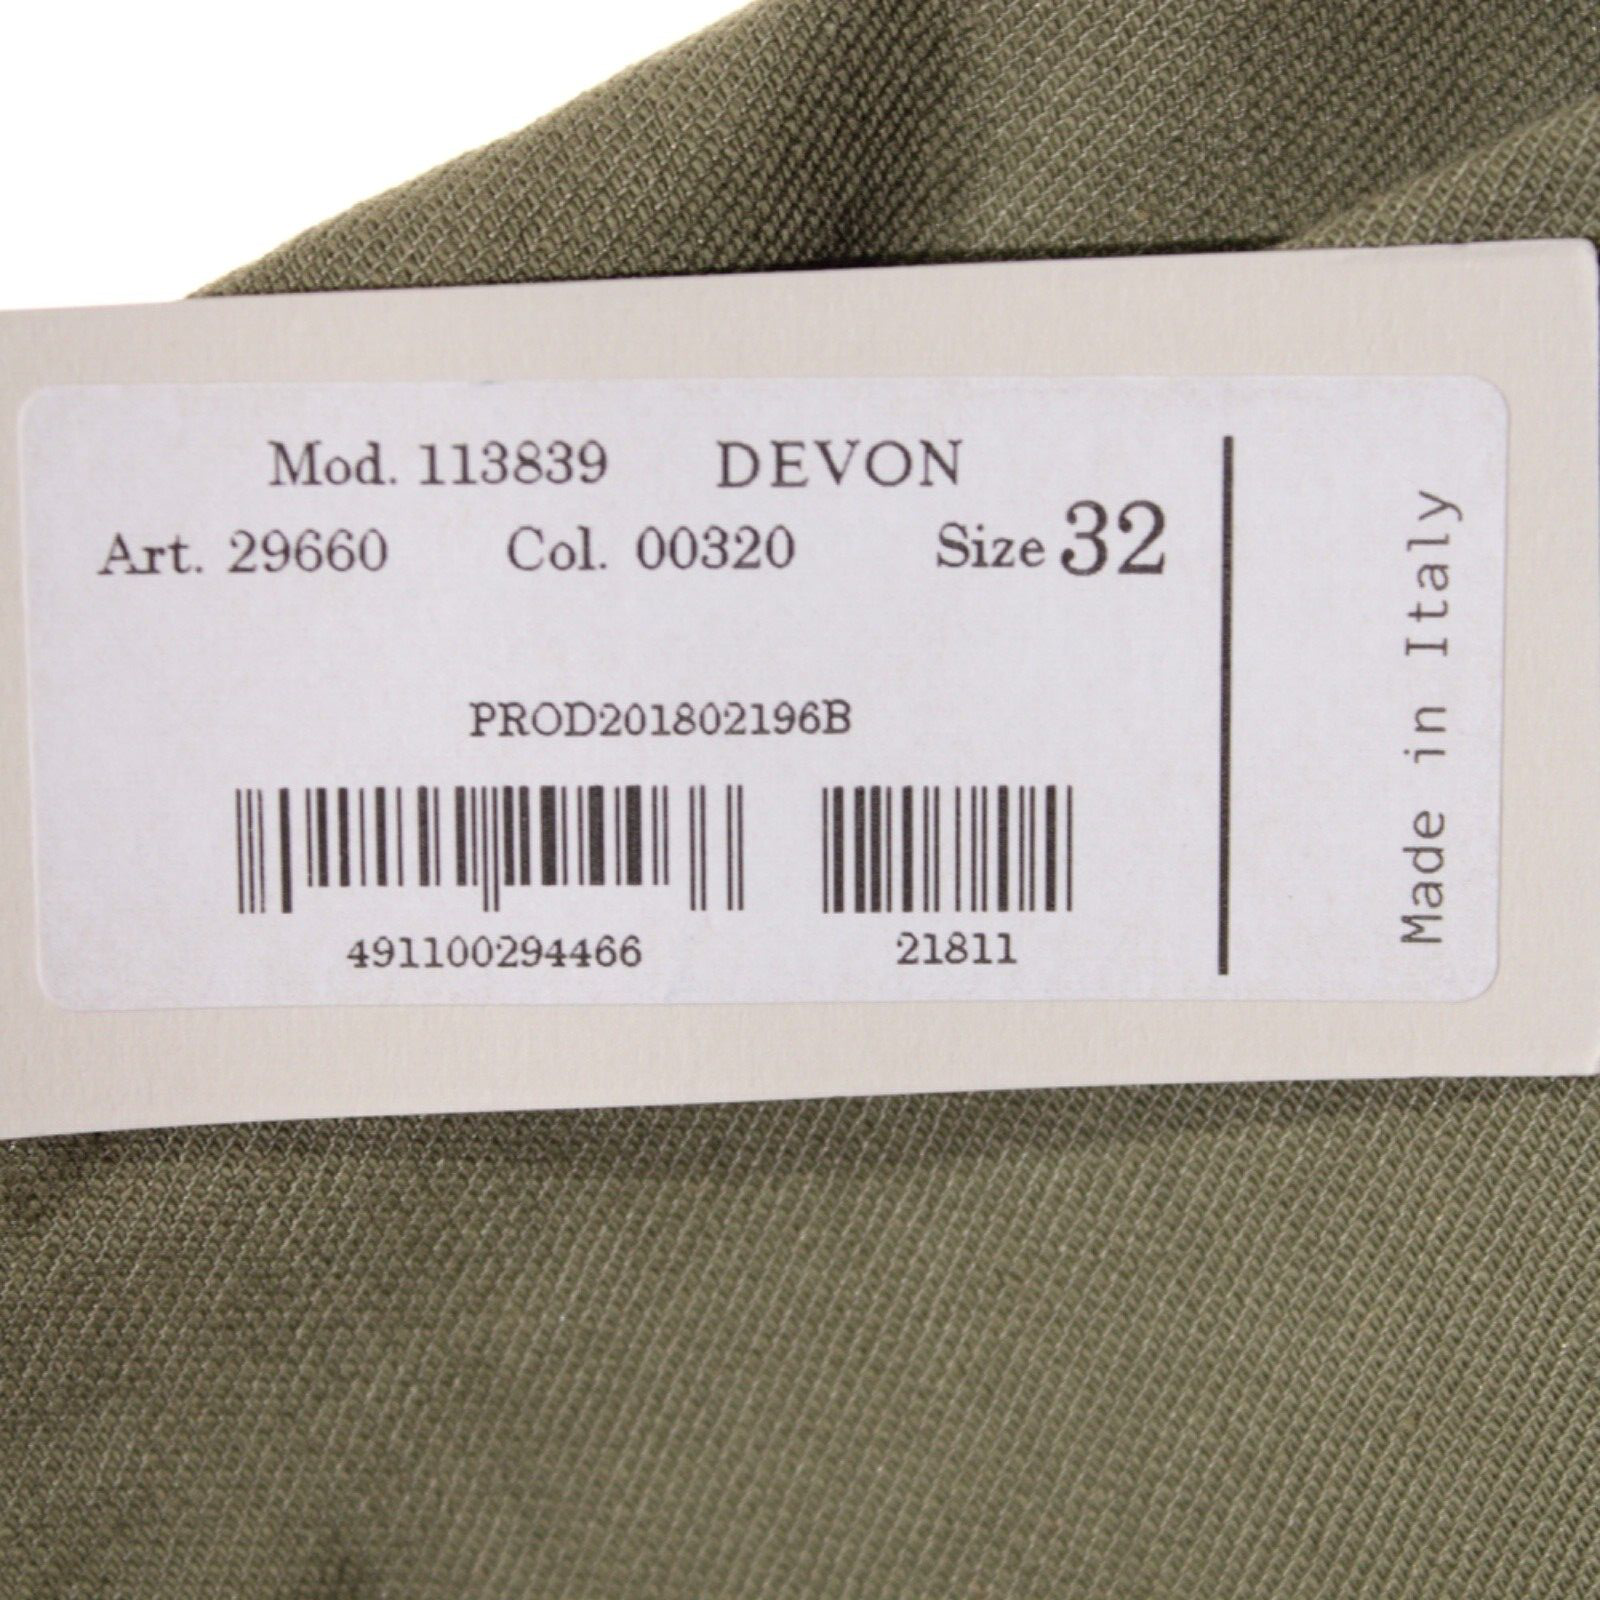 Mod. 113839 DEVON
Art. 29660 Col. 00320 Size 32
PROD201802196B
491100294466 21811
Made in Italy